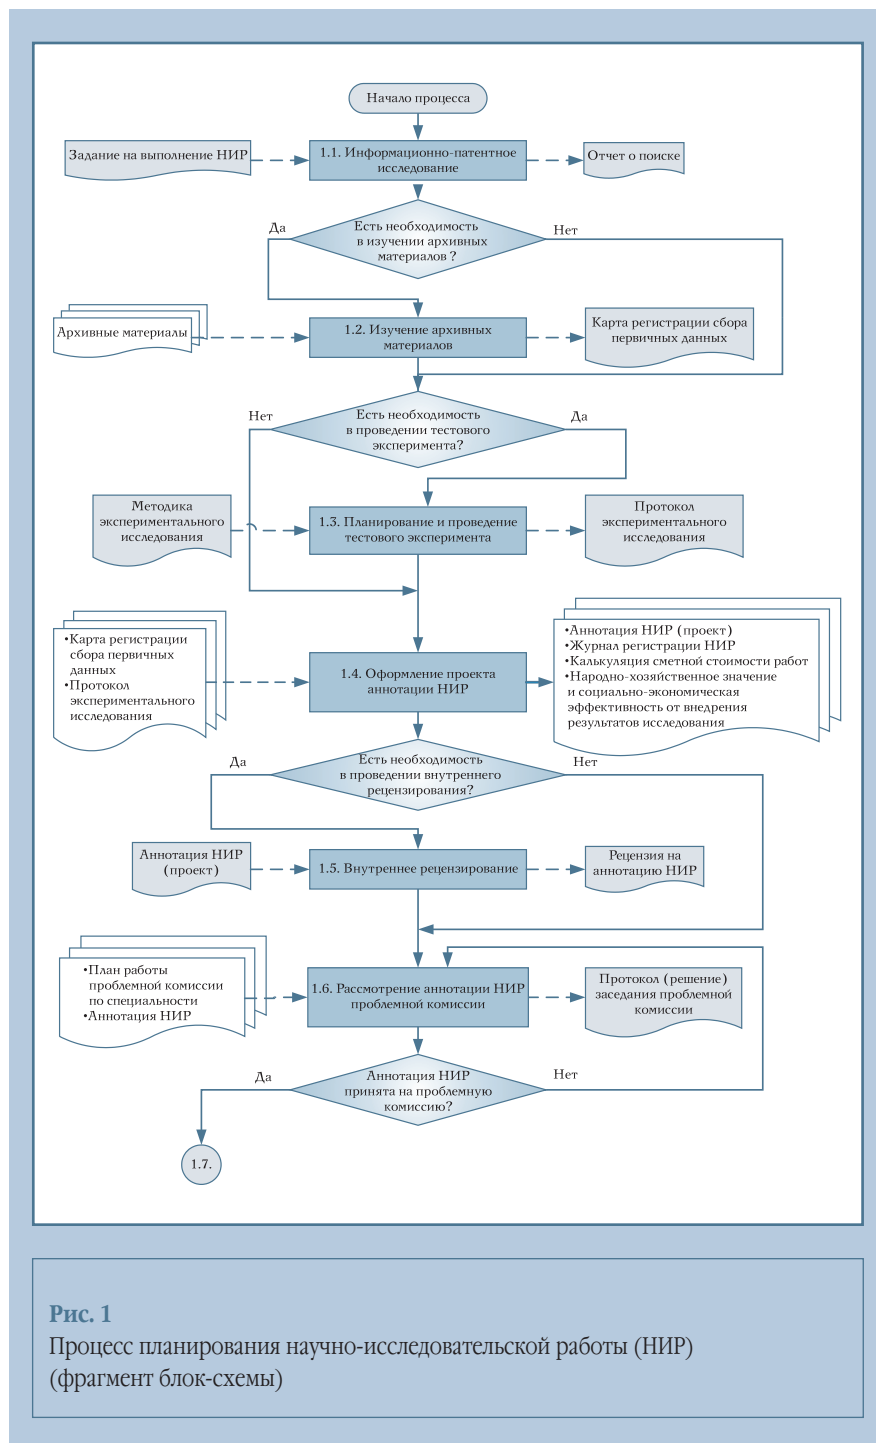 Начало процесса
Задание на выполнение НИР
1.1. Информационно-патентное
исследование
Отчет о поиске
Да
Есть необходимость
в изучении архивных
материалов ?
Нет
Архивные материалы
1.2. Изучение архивных
материалов
Карта регистрации сбора
первичных данных
Нет
Есть необходимость
в проведении тестового
эксперимента?
Да
Методика
экспериментального
исследования
1.3. Планирование и проведение
тестового эксперимента
Протокол
экспериментального
исследования
•Карта регистрации
сбора первичных
данных
•Протокол
экспериментального
исследования
1.4. Оформление проекта
аннотации НИР
•Аннотация НИР (проект)
•Журнал регистрации НИР
•Калькуляция сметной стоимости работ
•Народно-хозяйственное значение
и социально-экономическая
эффективность от внедрения
результатов исследования
Да
Есть необходимость
в проведении внутреннего
рецензирования?
Нет
Аннотация НИР
(проект)
1.5. Внутреннее рецензирование
Рецензия на
аннотацию НИР
•План работы
проблемной комиссии
по специальности
•Аннотация НИР
1.6. Рассмотрение аннотации НИР
проблемной комиссии
Протокол (решение)
заседания проблемной
комиссии
Да
Аннотация НИР
принята на проблемную
комиссию?
Нет
1.7.
Рис. 1
Процесс планирования научно-исследовательской работы (НИР)
(фрагмент блок-схемы)